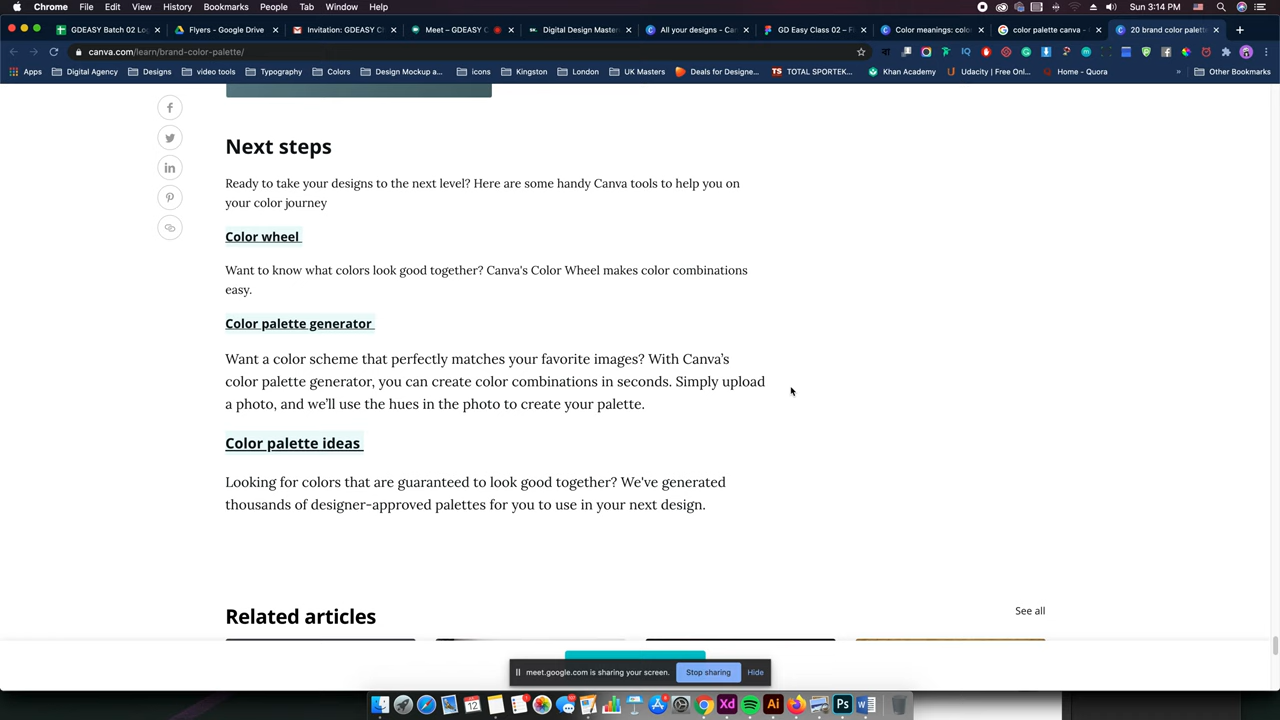 Chrome File Edit View History Bookmarks People Tab Window Help Sun 3:14 PM
GDEASY Batch 02 Lo Flyers - Google Drive Invitation: GDEASY C Meet – GDEASY C Digital Design Master All your designs - Can GD Easy Class 02 – F Color meanings: colo color palette canva - 20 brand color palett
canva.com/learn/brand-color-palette/
Apps Digital Agency Designs video tools Typography Colors Design Mockup a... icons Kingston London UK Masters Deals for Designe... TOTAL SPORTEK... Khan Academy Udacity | Free Onl... Home - Quora » Other Bookmarks
Next steps
Ready to take your designs to the next level? Here are some handy Canva tools to help you on
your color journey
Color wheel
Want to know what colors look good together? Canva's Color Wheel makes color combinations
easy.
Color palette generator
Want a color scheme that perfectly matches your favorite images? With Canva’s
color palette generator, you can create color combinations in seconds. Simply upload
a photo, and we’ll use the hues in the photo to create your palette.
Color palette ideas
Looking for colors that are guaranteed to look good together? We've generated
thousands of designer-approved palettes for you to use in your next design.
Related articles
See all
meet.google.com is sharing your screen. Stop sharing Hide
Xd Ai Ps W